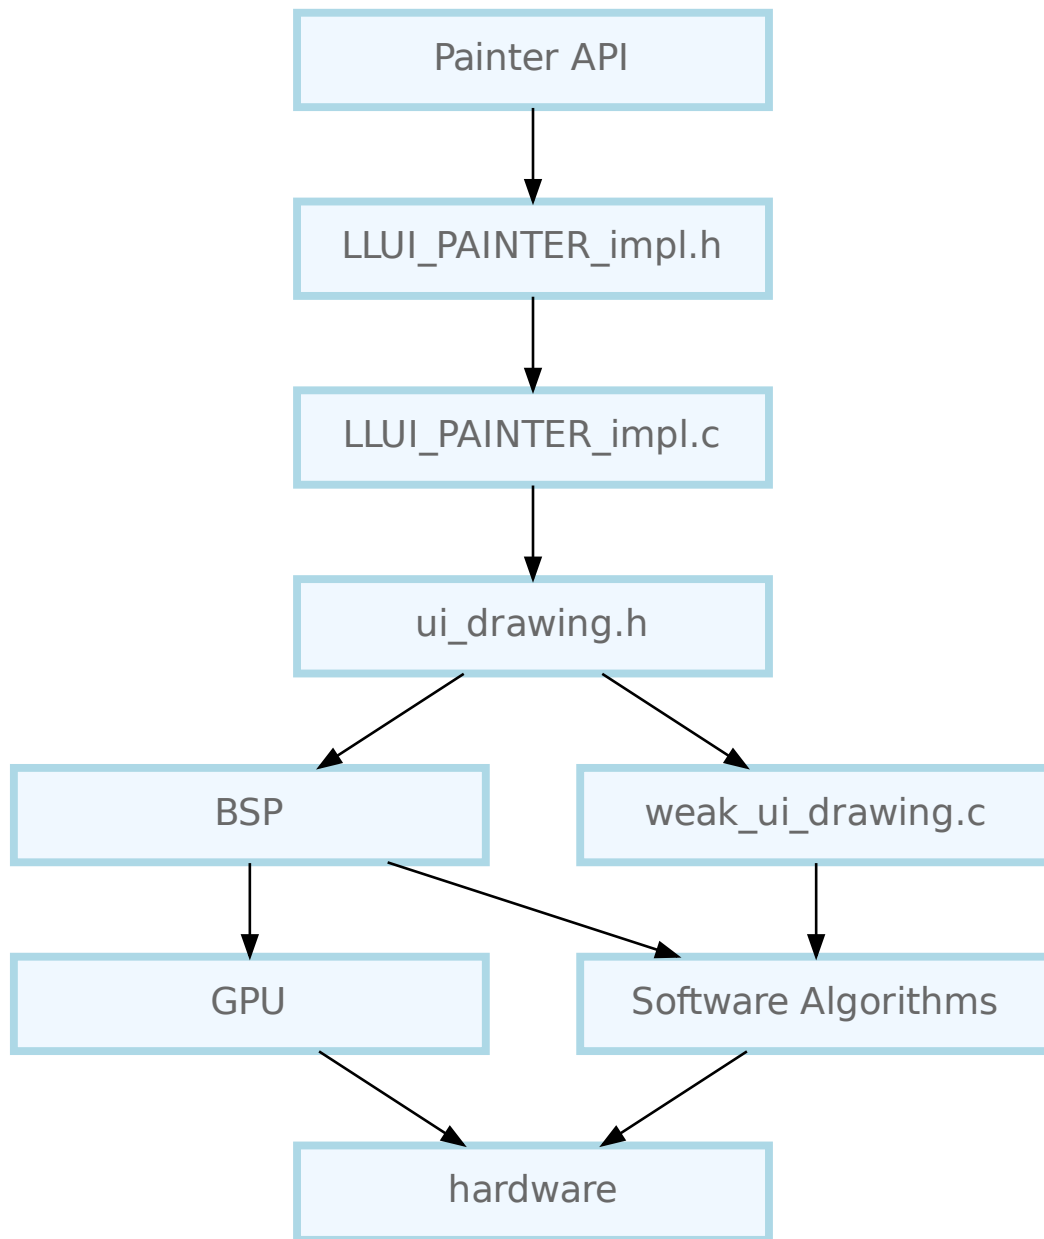 Painter API
LLUI_PAINTER_impl.h
LLUI_PAINTER_impl.c
ui_drawing.h
BSP
weak_ui_drawing.c
GPU
Software Algorithms
hardware